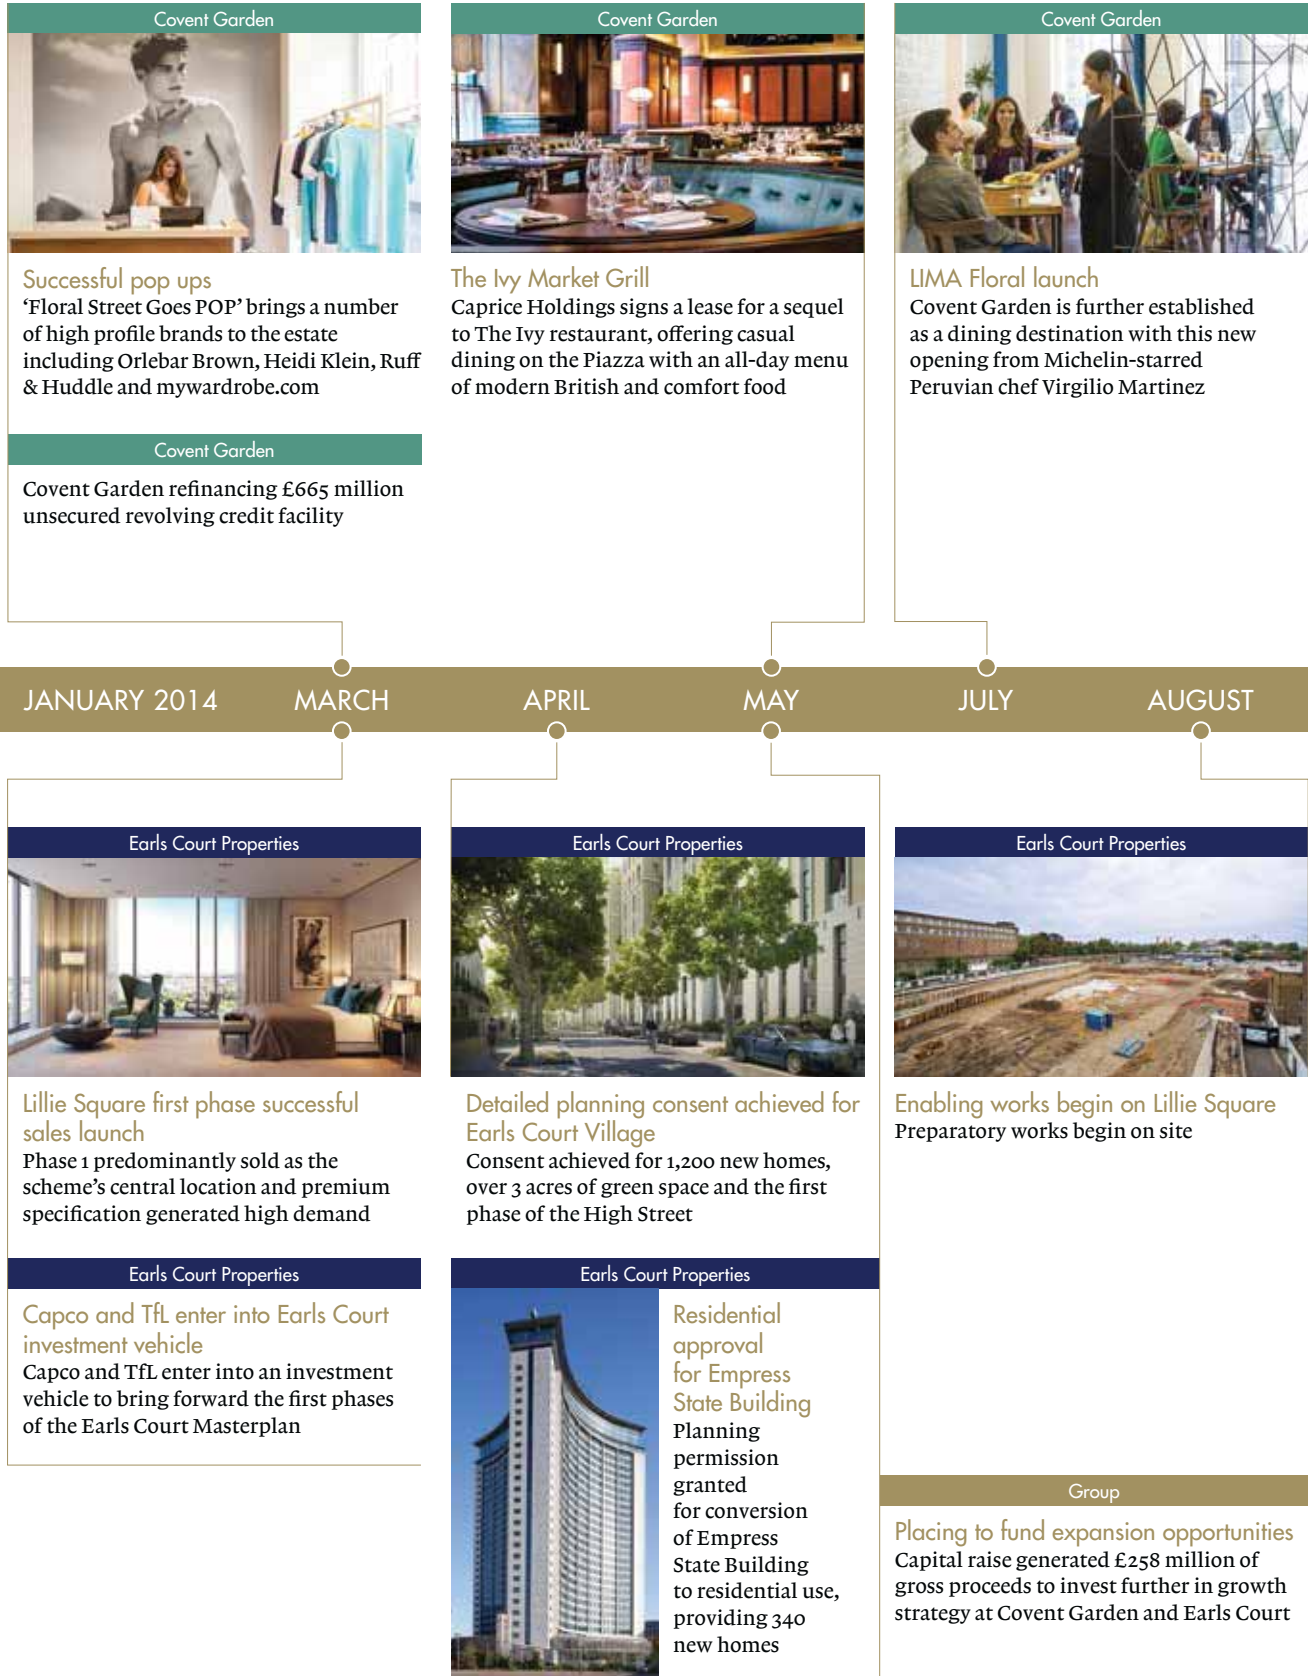 Covent Garden
Successful pop ups
‘Floral Street Goes POP’ brings a number
of high profile brands to the estate
including Orlebar Brown, Heidi Klein, Ruff
& Huddle and mywardrobe.com
Covent Garden
Covent Garden refinancing £665 million
unsecured revolving credit facility
Covent Garden
The Ivy Market Grill
Caprice Holdings signs a lease for a sequel
to The Ivy restaurant, offering casual
dining on the Piazza with an all-day menu
of modern British and comfort food
Covent Garden
LIMA Floral launch
Covent Garden is further established
as a dining destination with this new
opening from Michelin-starred
Peruvian chef Virgilio Martinez
JANUARY 2014 MARCH APRIL MAY JULY AUGUST
Earls Court Properties
Lillie Square first phase successful
sales launch
Phase 1 predominantly sold as the
scheme’s central location and premium
specification generated high demand
Earls Court Properties
Capco and TfL enter into Earls Court
investment vehicle
Capco and TfL enter into an investment
vehicle to bring forward the first phases
of the Earls Court Masterplan
Earls Court Properties
Detailed planning consent achieved for
Earls Court Village
Consent achieved for 1,200 new homes,
over 3 acres of green space and the first
phase of the High Street
Earls Court Properties
Residential
approval
for Empress
State Building
Planning
permission
granted
for conversion
of Empress
State Building
to residential use,
providing 340
new homes
Earls Court Properties
Enabling works begin on Lillie Square
Preparatory works begin on site
Group
Placing to fund expansion opportunities
Capital raise generated £258 million of
gross proceeds to invest further in growth
strategy at Covent Garden and Earls Court